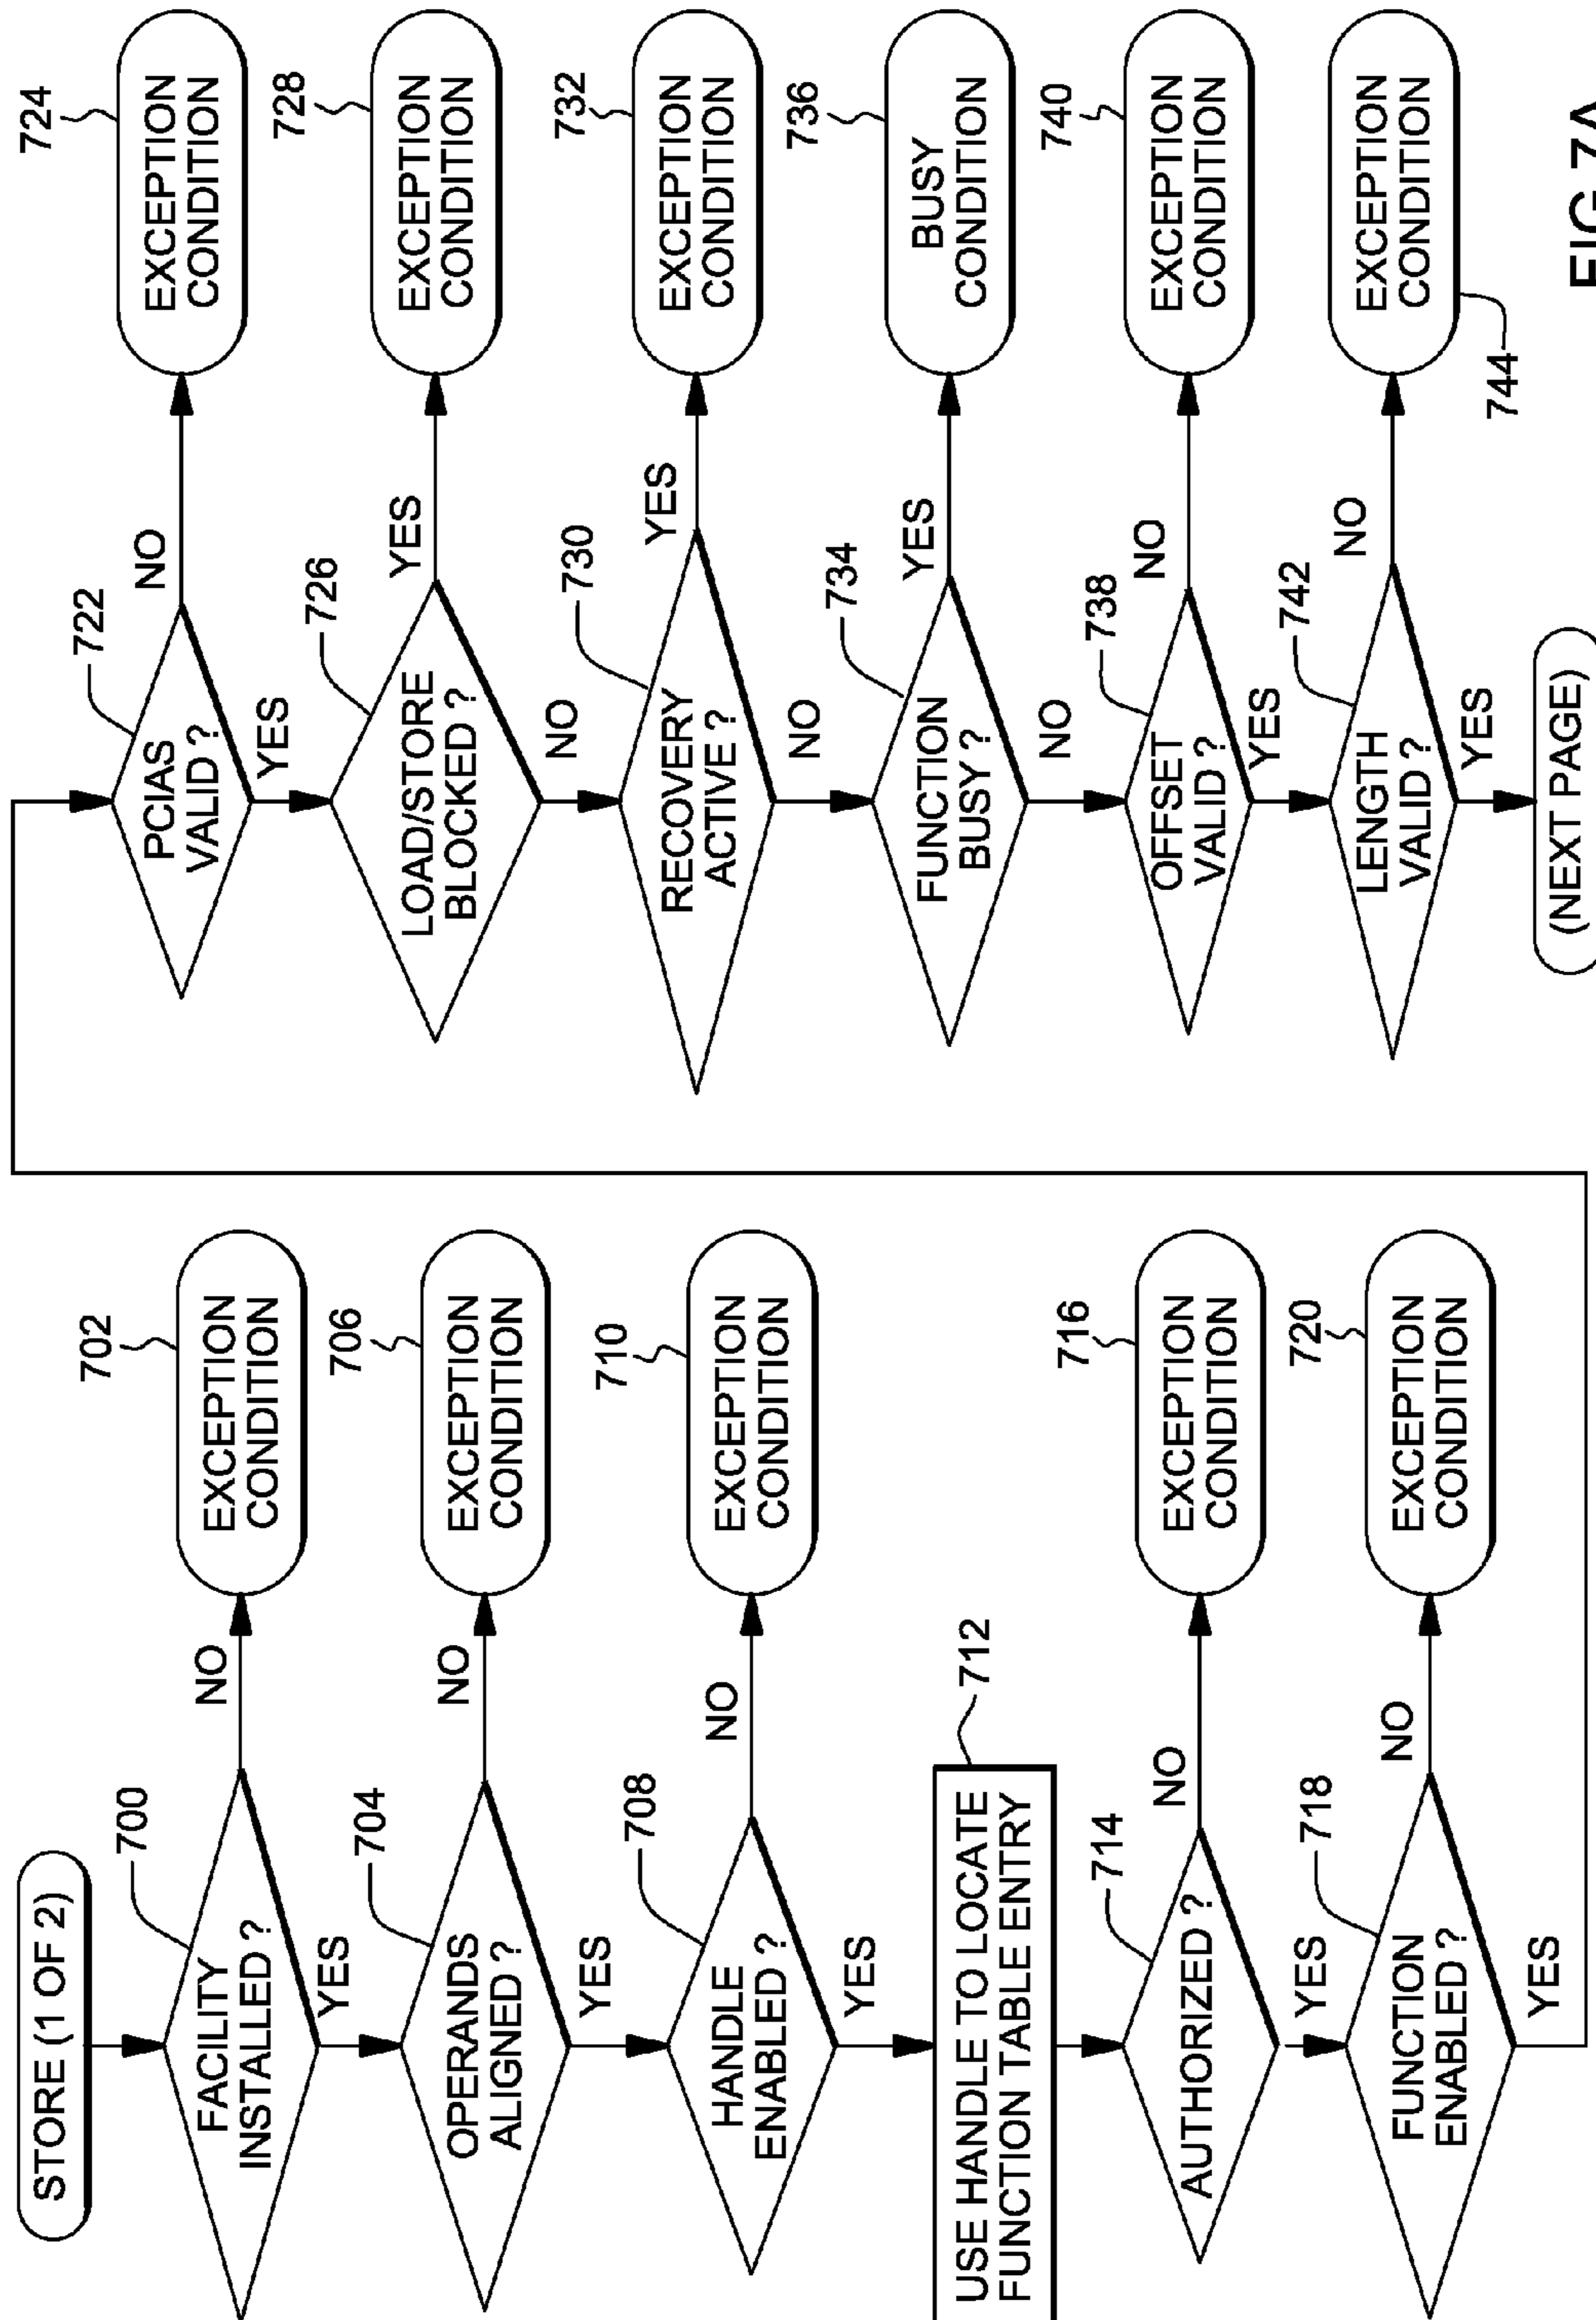 STORE (1 OF 2)
700
FACILITY
INSTALLED ?
NO
702
EXCEPTION
CONDITION
YES
704
OPERANDS
ALIGNED ?
NO
706
EXCEPTION
CONDITION
YES
708
HANDLE
ENABLED ?
NO
710
EXCEPTION
CONDITION
YES
712
USE HANDLE TO LOCATE
FUNCTION TABLE ENTRY
714
AUTHORIZED ?
NO
716
EXCEPTION
CONDITION
YES
718
FUNCTION
ENABLED ?
NO
720
EXCEPTION
CONDITION
YES
722
PCIAS
VALID ?
NO
724
EXCEPTION
CONDITION
YES
726
LOAD/STORE
BLOCKED ?
YES
728
EXCEPTION
CONDITION
NO
730
RECOVERY
ACTIVE ?
YES
732
EXCEPTION
CONDITION
NO
734
FUNCTION
BUSY ?
YES
736
BUSY
CONDITION
NO
738
OFFSET
VALID ?
NO
740
EXCEPTION
CONDITION
YES
742
LENGTH
VALID ?
NO
744
EXCEPTION
CONDITION
YES
(NEXT PAGE)
FIG. 7A